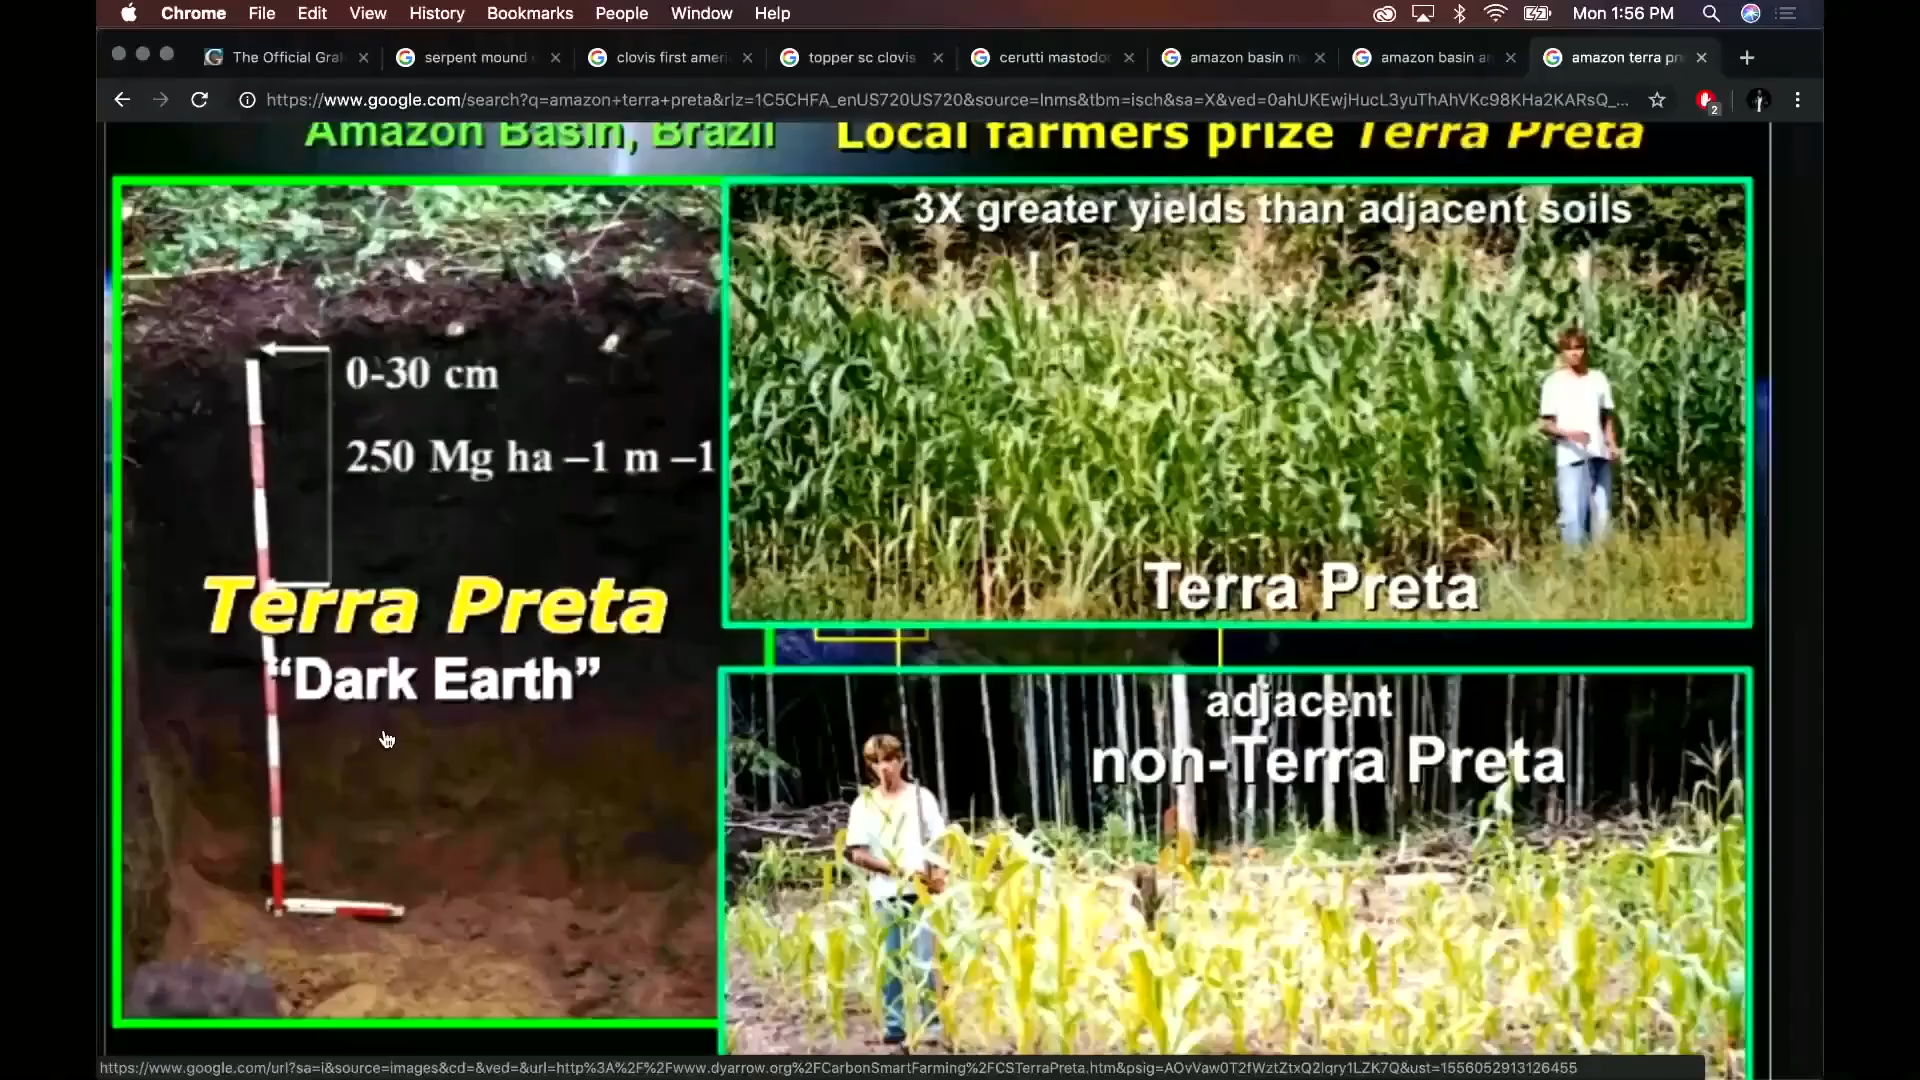 Chrome File Edit View History Bookmarks People Window Help Mon 1:56 PM
The Official Gra
serpent mound
clovis first ameri
topper sc clovis
cerutti mastodo
amazon basin m
amazon basin a
amazon terra pr
https://www.google.com/search?q=amazon+terra+preta&rlz=1C5CHFA_enUS720US720&source=lnms&tbm=isch&sa=X&ved=0ahUKEwjHucL3yuThAhVKc98KHa2KARsQ_...
2
Amazon Basin, Brazil
Local farmers prize Terra Preta
3X greater yields than adjacent soils
0-30 cm
250 Mg ha –1 m –1
Terra Preta
"Dark Earth"
Terra Preta
adjacent
non-Terra Preta
https://www.google.com/url?sa=i&source=images&cd=&ved=&url=http%3A%2F%2Fwww.dyarrow.org%2FCarbonSmartFarming%2FCSTerraPreta.htm&psig=AOvVaw0T2fWztZtxQ2lqry1LZK7Q&ust=1556052913126455